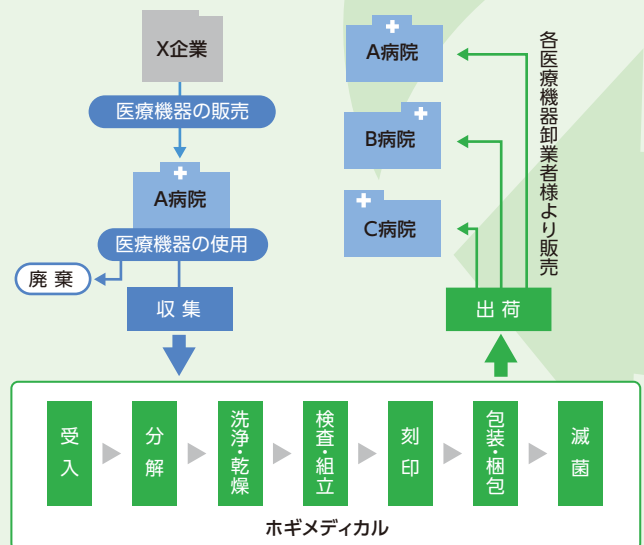 X企業
医療機器の販売
A病院
医療機器の使用
廃棄
収集
A病院
B病院
C病院
各医療機器卸業者様より販売
出荷
受入
分解
洗浄・乾燥
検査・組立
刻印
包装・梱包
滅菌
ホギメディカル